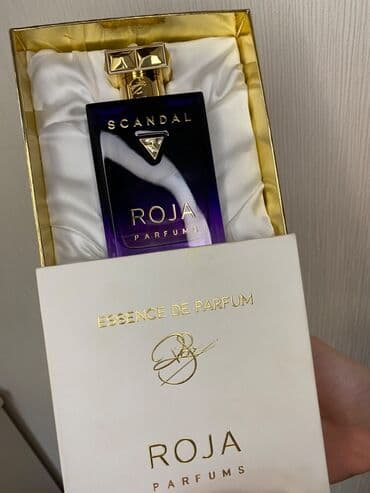 SCANDAL
ROJA
PARFUMS
ESSENCE DE PARFUM
ROJA
PARFUMS